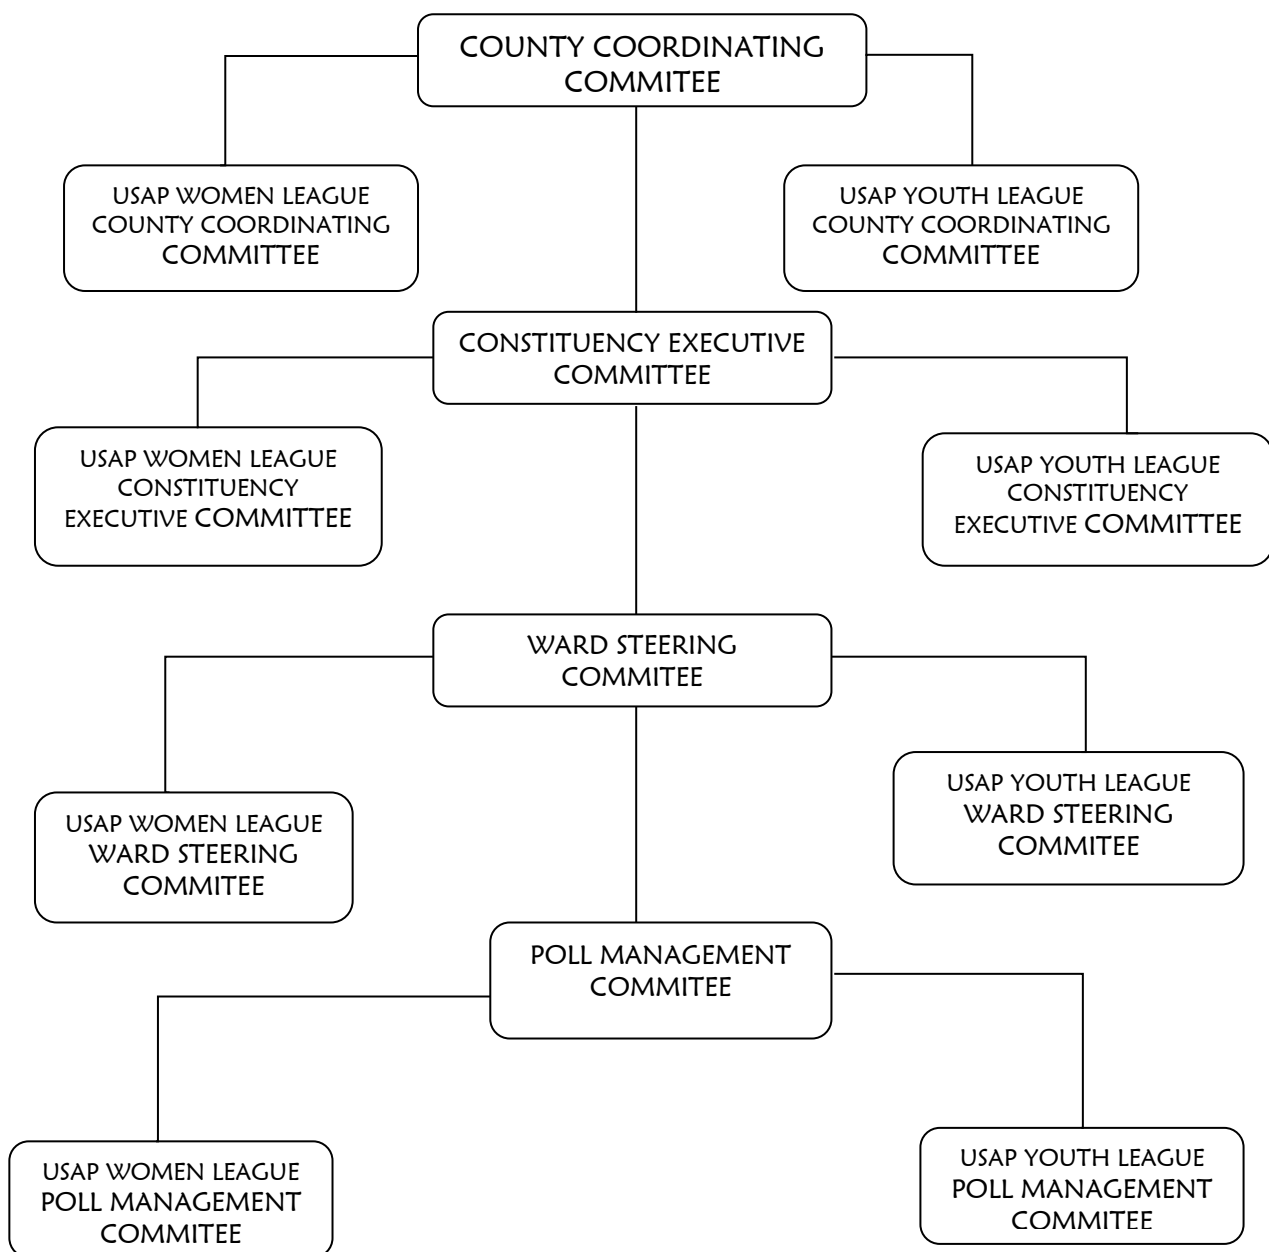 COUNTY COORDINATING
COMMITEE
USAP WOMEN LEAGUE
COUNTY COORDINATING
COMMITTEE
USAP YOUTH LEAGUE
COUNTY COORDINATING
COMMITTEE
CONSTITUENCY EXECUTIVE
COMMITTEE
USAP WOMEN LEAGUE
CONSTITUENCY
EXECUTIVE COMMITTEE
USAP YOUTH LEAGUE
CONSTITUENCY
EXECUTIVE COMMITTEE
WARD STEERING
COMMITEE
USAP WOMEN LEAGUE
WARD STEERING
COMMITEE
USAP YOUTH LEAGUE
WARD STEERING
COMMITEE
POLL MANAGEMENT
COMMITEE
USAP WOMEN LEAGUE
POLL MANAGEMENT
COMMITEE
USAP YOUTH LEAGUE
POLL MANAGEMENT
COMMITEE